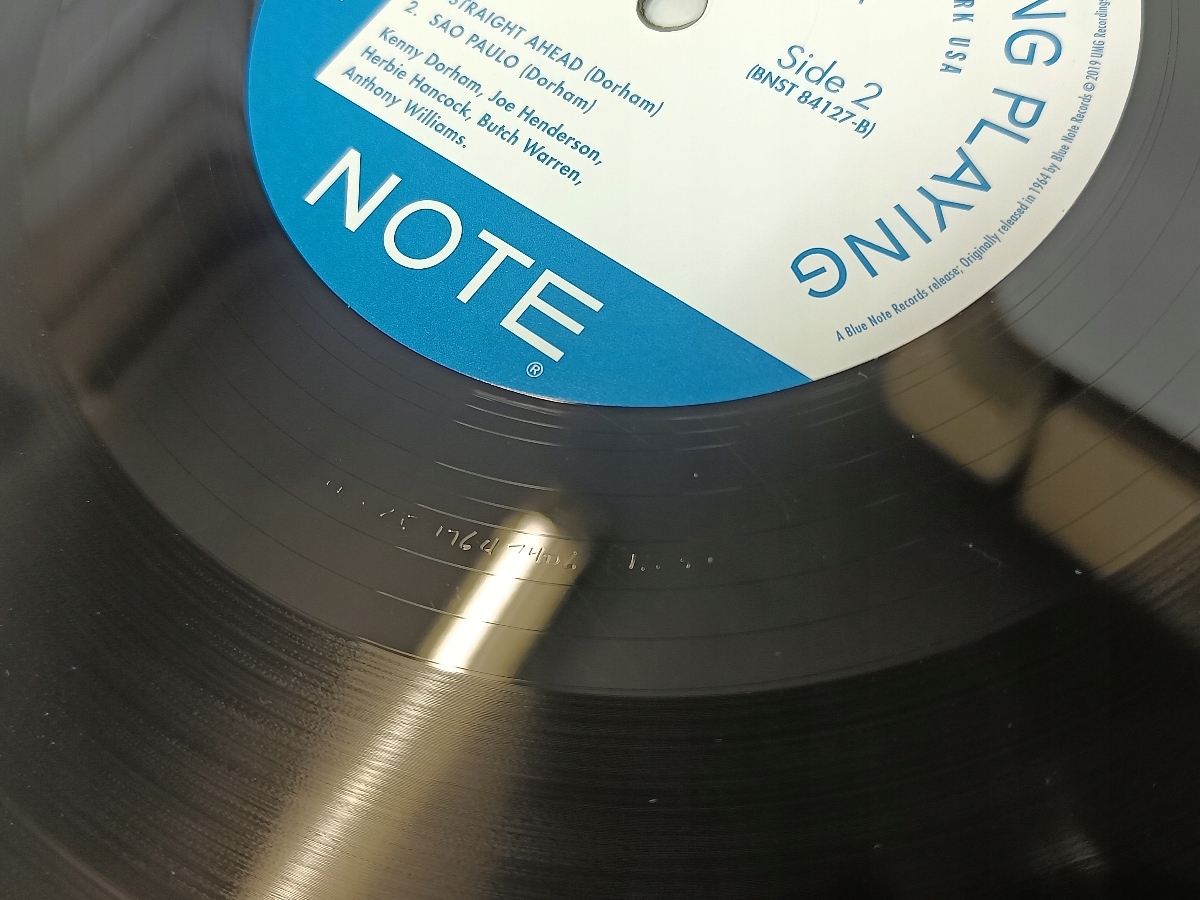 STRAIGHT AHEAD (Dorham)
2. SAO PAULO (Dorham)
Kenny Dorham, Joe Henderson,
Herbie Hancock, Butch Warren,
Anthony Williams.
Side 2
(BNST 84127-B)
USA
PLAYING
A Blue Note Records release; Originally released in 1964 by Blue Note Records © 2019 UMG Recordings
NOTE®